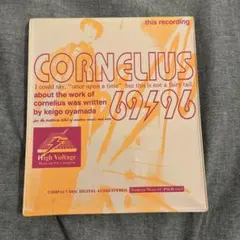 this recording
CORNELIUS
I could say, "once upon a time", but this is not a fairy tail.
about the work of
cornelius was written
by keigo oyamada
69 96
High Voltage
COMPACT DISC DIGITAL AUDIO/STEREO